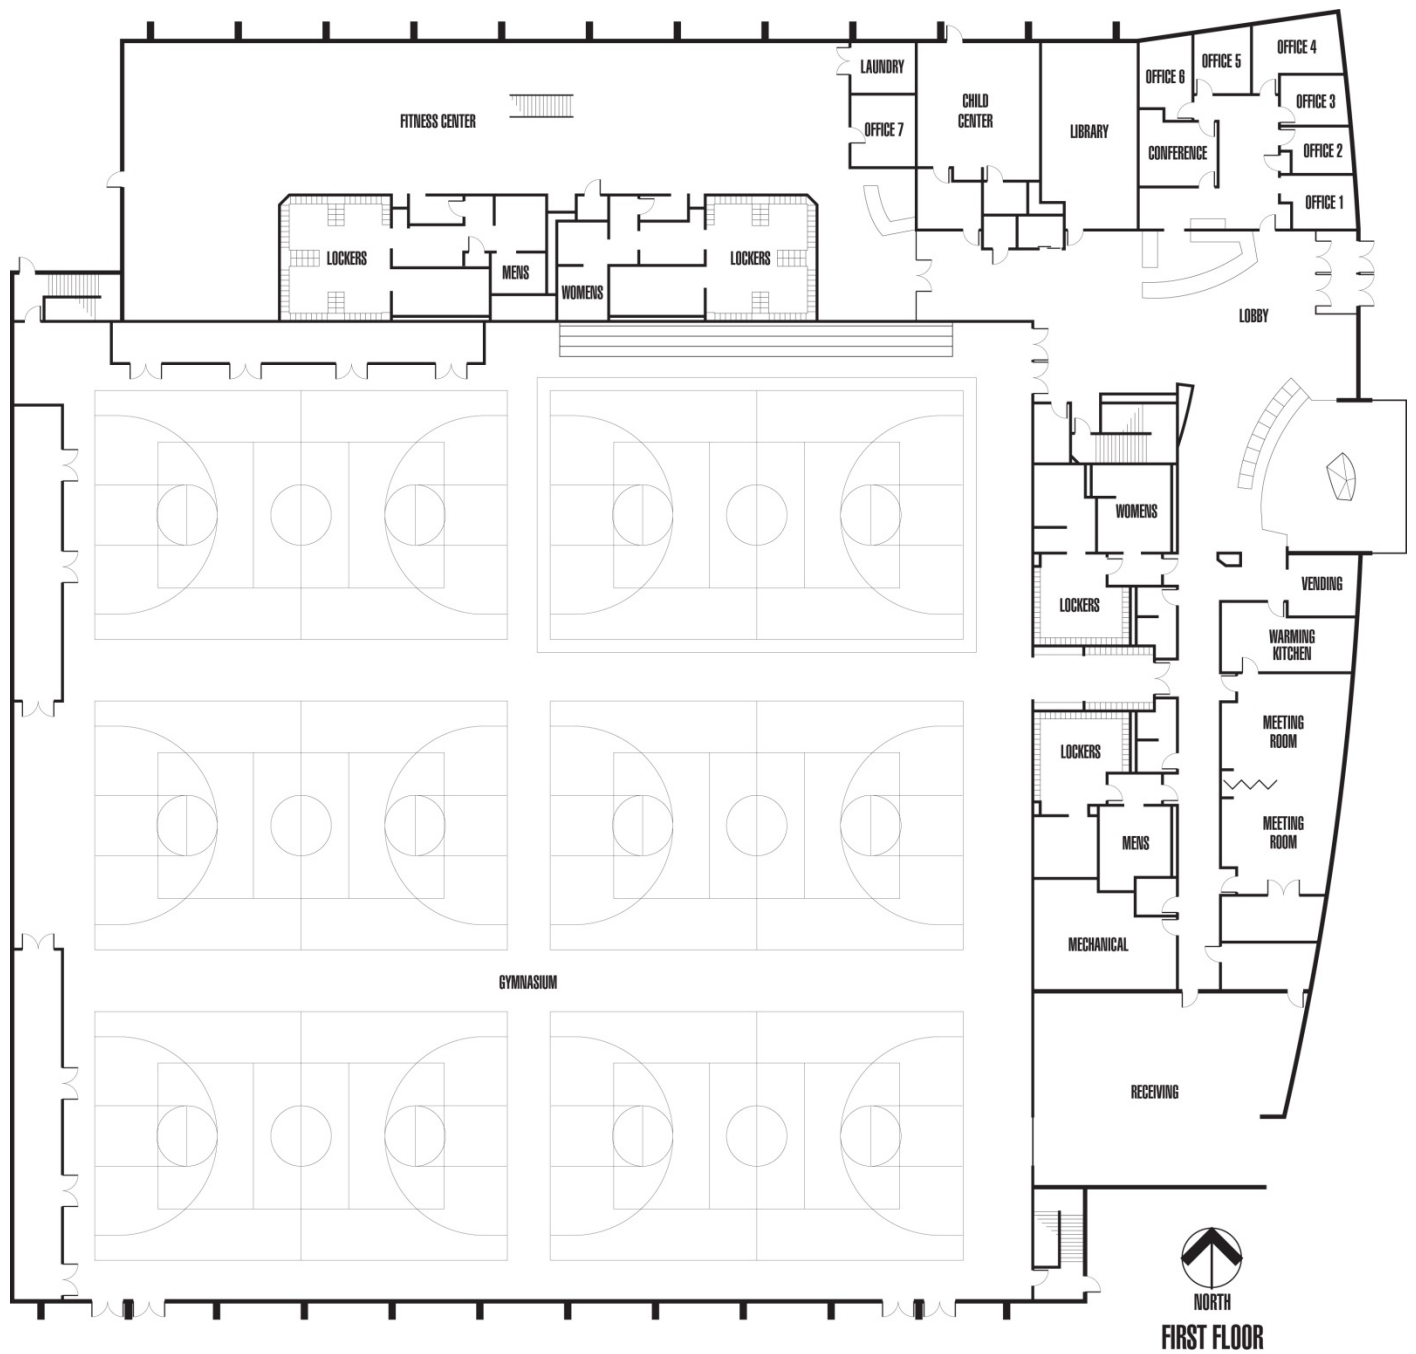 OFFICE 4
OFFICE 5
LAUNDRY
OFFICE 6
CHILD
CENTER
OFFICE 3
FITNESS CENTER
OFFICE 7
LIBRARY
OFFICE 2
CONFERENCE
OFFICE 1
LOCKERS
MENS
LOCKERS
WOMENS
LOBBY
WOMENS
VENDING
LOCKERS
WARMING
KITCHEN
MEETING
ROOM
LOCKERS
MEETING
ROOM
MENS
MECHANICAL
GYMNASIUM
RECEIVING
NORTH
FIRST FLOOR